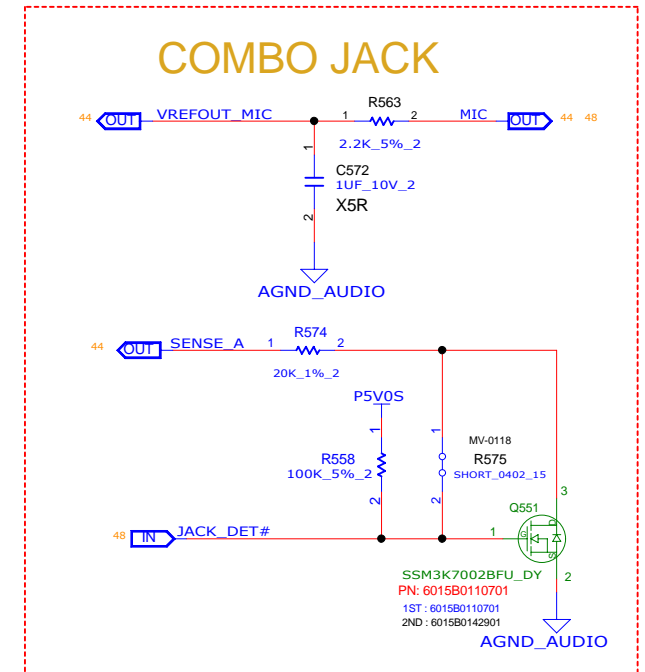 COMBO JACK
R563
44 OUT VREFOUT_MIC 1 2 MIC OUT 44 48
2.2K_5%_2
1
C572
1UF_10V_2
X5R
2
AGND_AUDIO
R574
44 OUT SENSE_A 1 2
20K_1%_2
P5V0S
1
1
MV-0118
R558
R575
100K_5%_2
SHORT_0402_15
2
2
3
Q551
D
48 IN JACK_DET#
1
G
S
SSM3K7002BFU_DY
2
PN: 6015B0110701
1ST : 6015B0110701
2ND : 6015B0142901
AGND_AUDIO